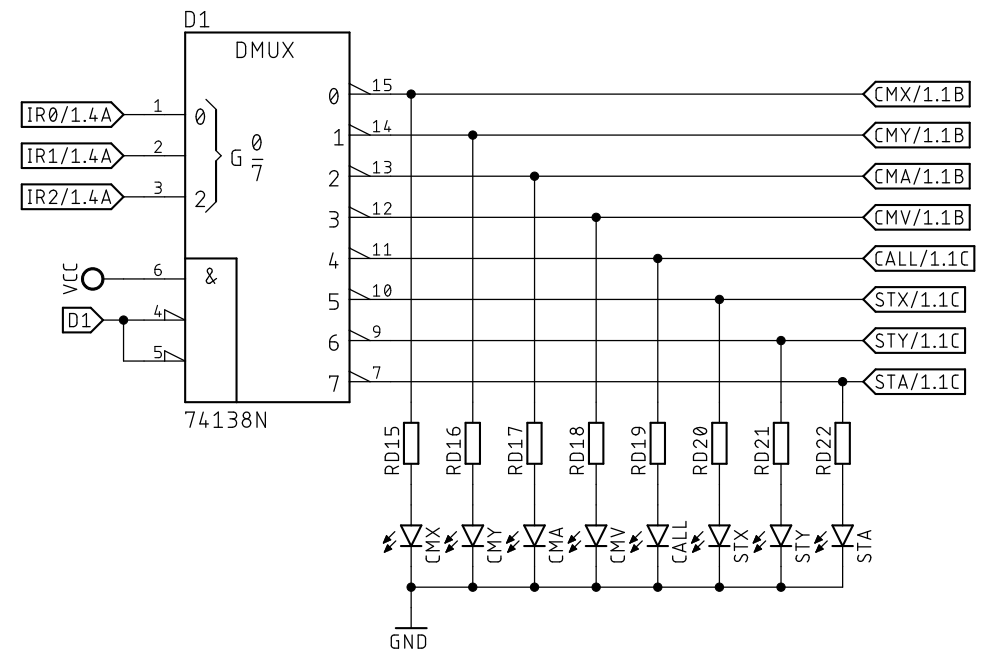 D1
DMUX
0 15 CMX/1.1B
IR0/1.4A 1 0
1 14 CMY/1.1B
IR1/1.4A 2 G 0/7
2 13 CMA/1.1B
IR2/1.4A 3 2
3 12 CMV/1.1B
4 11 CALL/1.1C
VCC 6 &
5 10 STX/1.1C
D1 4
6 9 STY/1.1C
5
7 7 STA/1.1C
74138N
RD15 RD16 RD17 RD18 RD19 RD20 RD21 RD22
CMX CMY CMA CMV CALL STX STY STA
GND